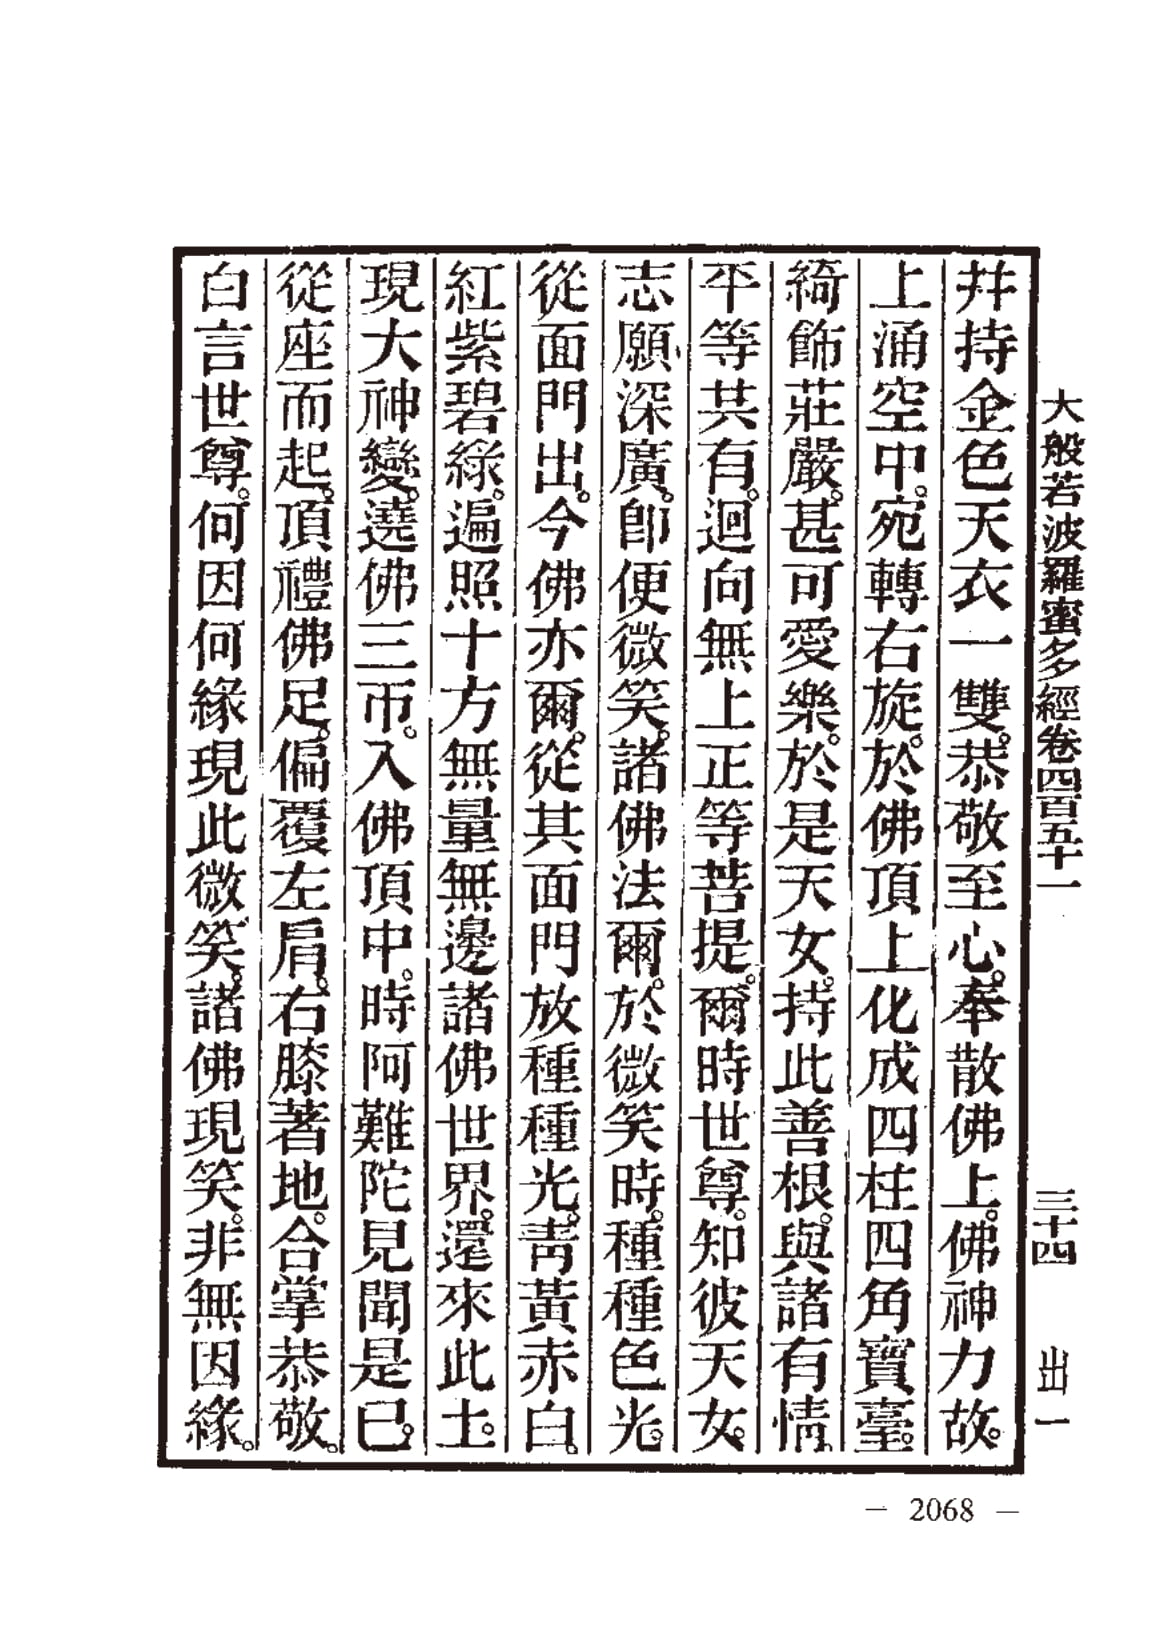 大般若波羅蜜多經卷四百五十一　三十四　出一
幷持金色天衣一雙。恭敬至心。奉散佛上。佛神力故。
上涌空中。宛轉右旋。於佛頂上化成四柱四角寶臺。
綺飾莊嚴。甚可愛樂。於是天女。持此善根。與諸有情。
平等共有。迴向無上正等菩提。爾時世尊。知彼天女。
志願深廣。卽便微笑。諸佛法爾。於微笑時。種種色光。
從面門出。今佛亦爾。從其面門放種種光。靑黃赤白。
紅紫碧綠。遍照十方無量無邊諸佛世界。還來此土。
現大神變。遶佛三帀。入佛頂中。時阿難陀見聞是已。
從座而起。頂禮佛足。偏覆左肩。右膝著地。合掌恭敬。
白言世尊。何因何緣現此微笑。諸佛現笑。非無因緣。
— 2068 —